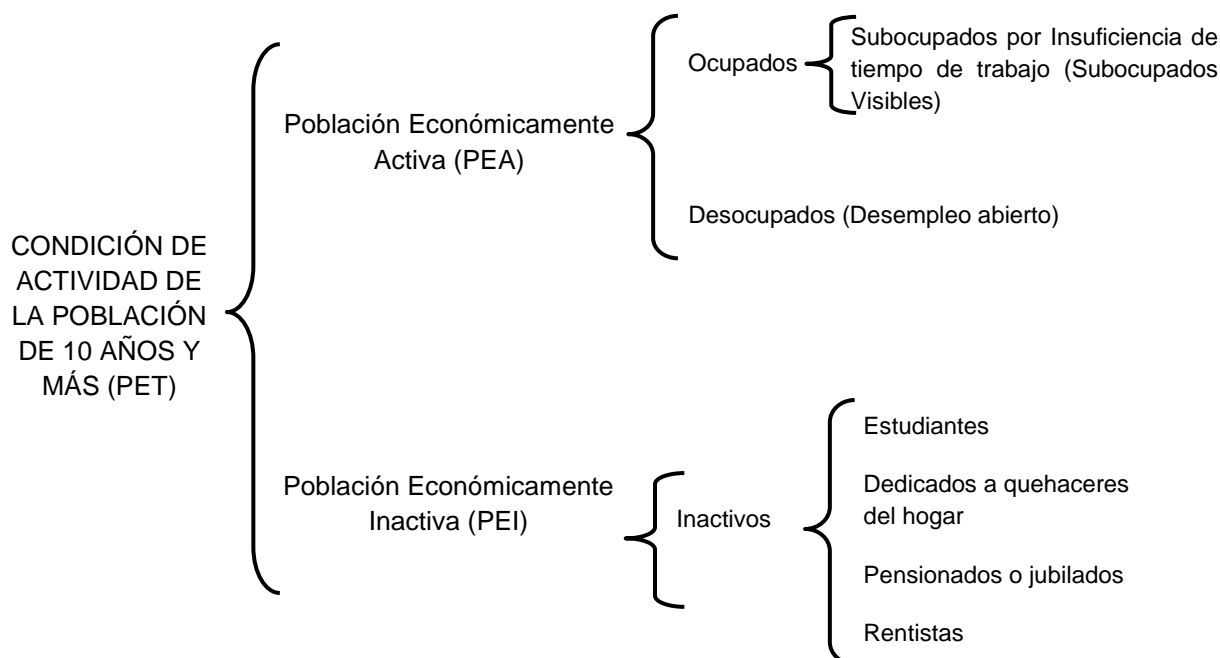 CONDICIÓN DE
ACTIVIDAD DE
LA POBLACIÓN
DE 10 AÑOS Y
MÁS (PET)
Población Económicamente
Activa (PEA)
Ocupados
Subocupados por Insuficiencia de
tiempo de trabajo (Subocupados
Visibles)
Desocupados (Desempleo abierto)
Población Económicamente
Inactiva (PEI)
Inactivos
Estudiantes
Dedicados a quehaceres
del hogar
Pensionados o jubilados
Rentistas